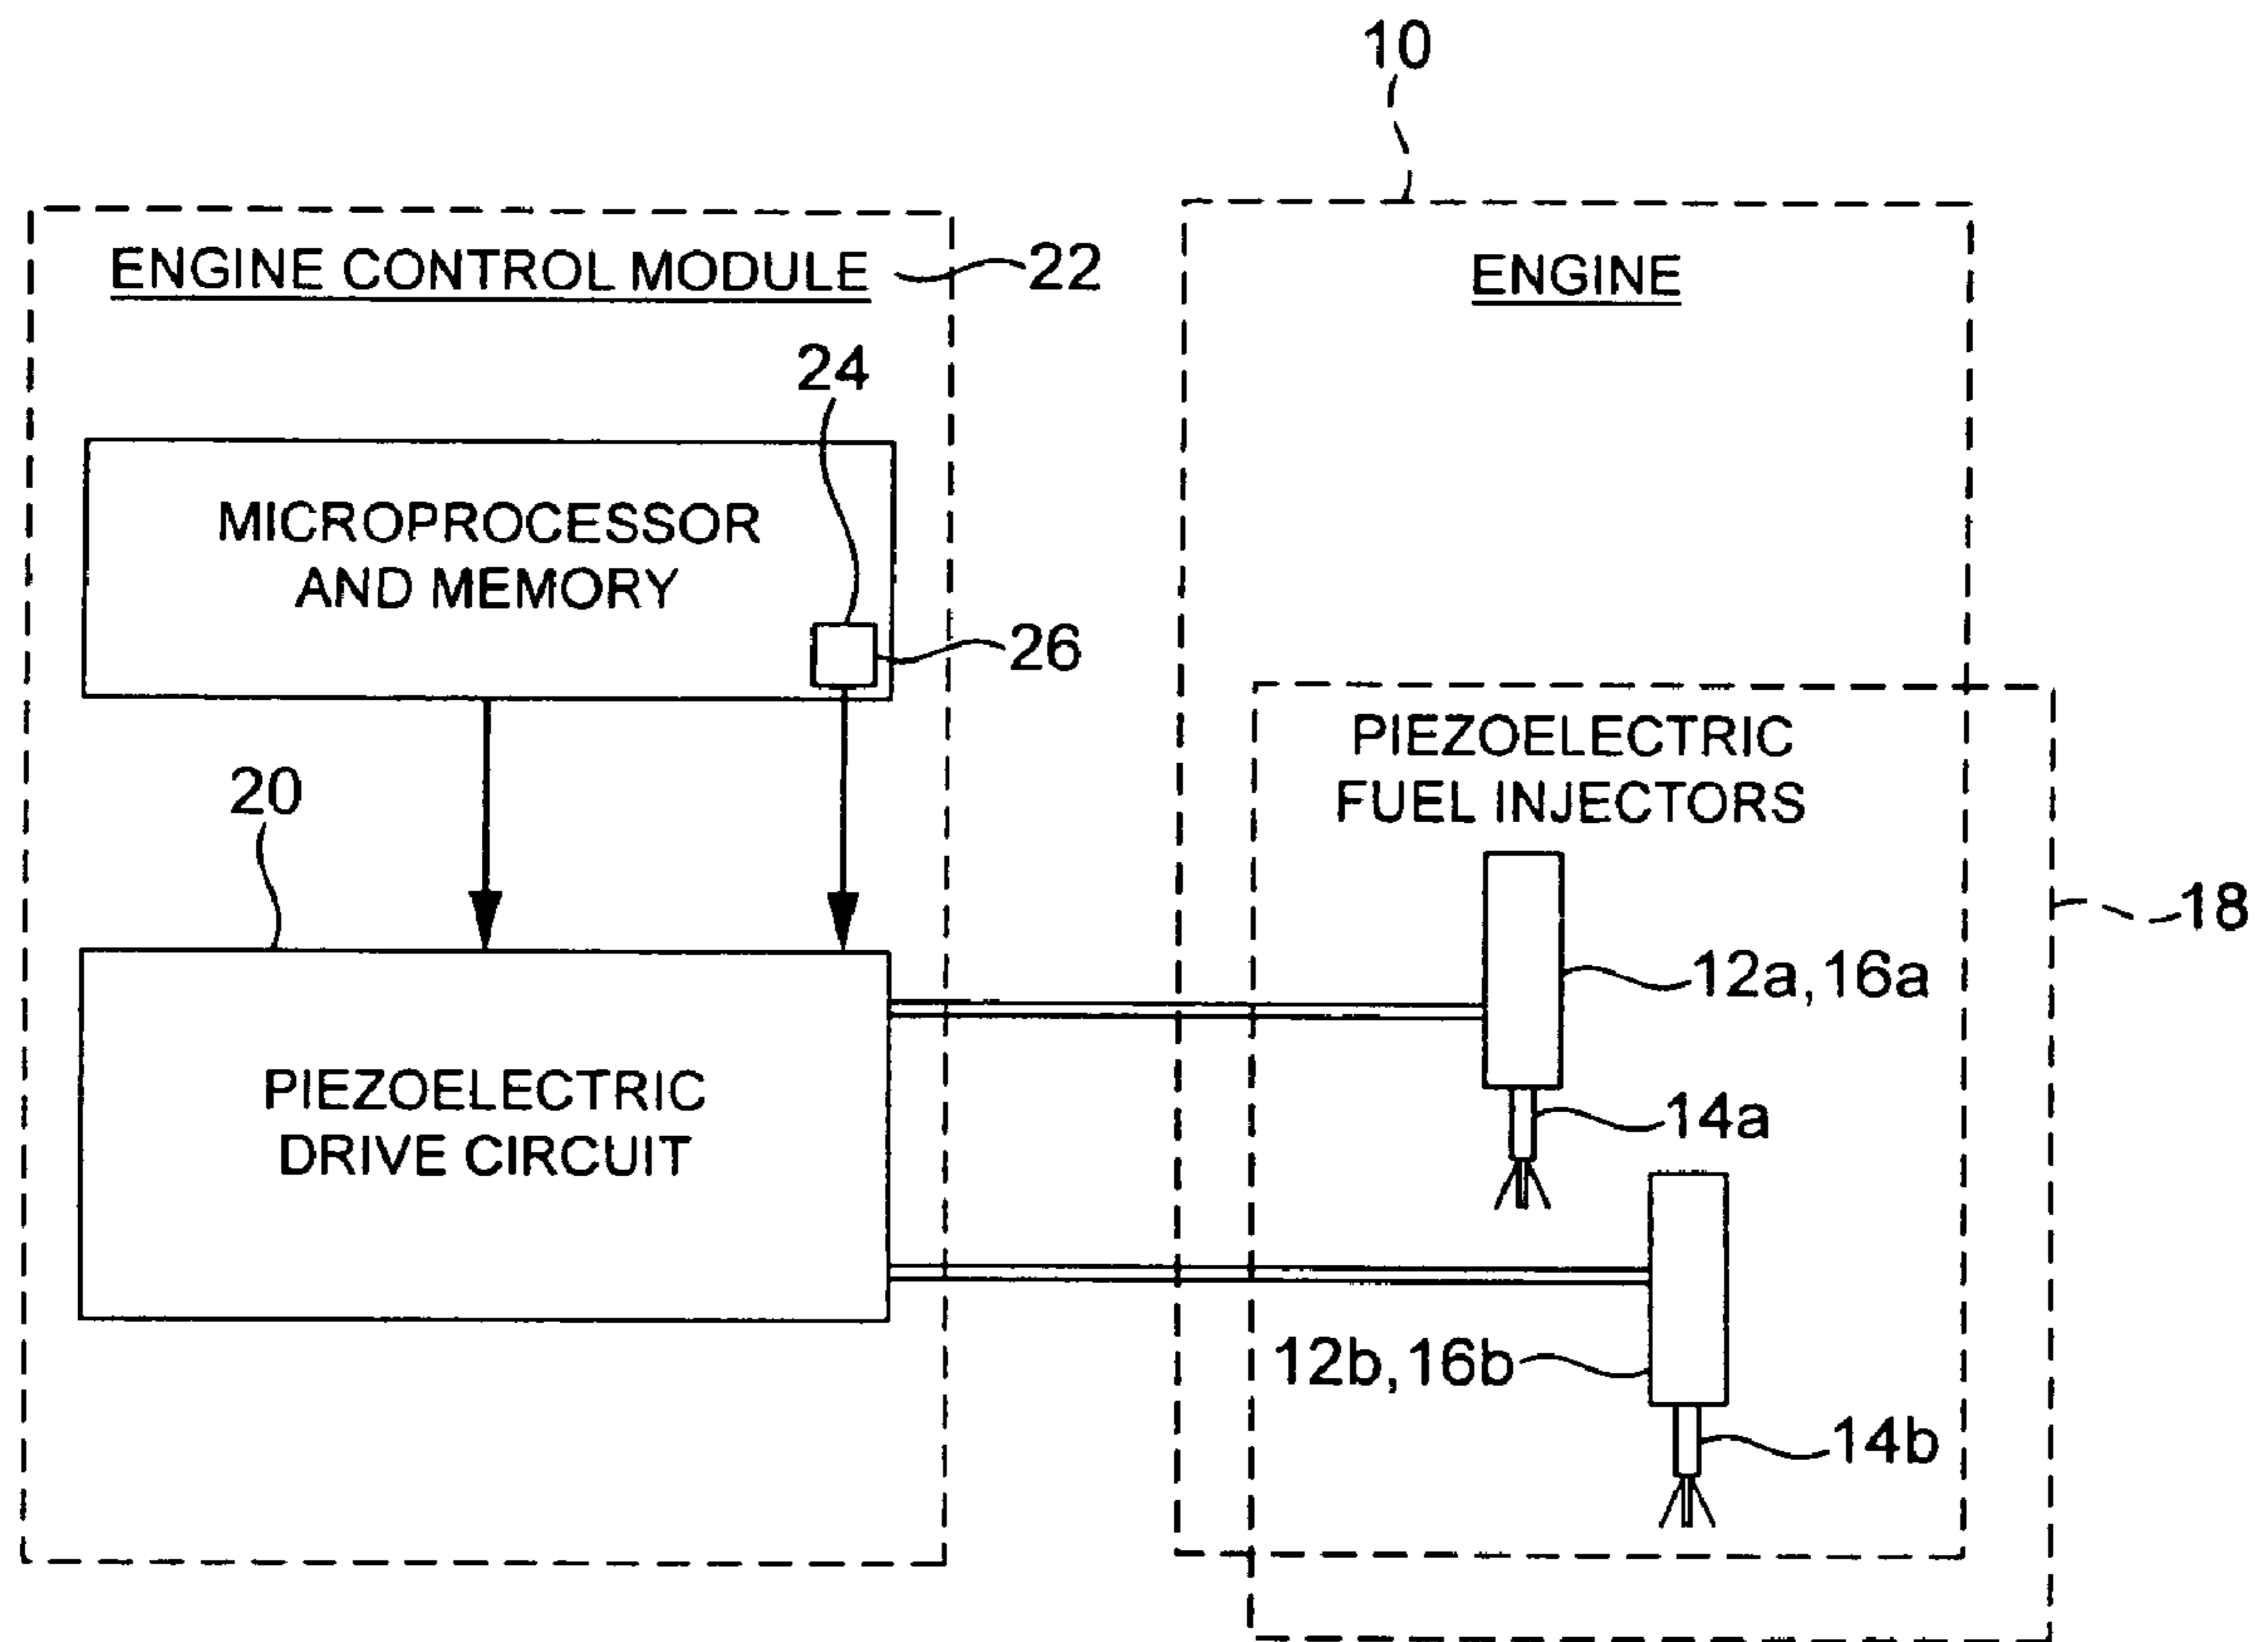 10
ENGINE CONTROL MODULE
22
ENGINE
24
MICROPROCESSOR
AND MEMORY
26
PIEZOELECTRIC
FUEL INJECTORS
20
18
12a,16a
PIEZOELECTRIC
DRIVE CIRCUIT
14a
12b,16b
14b